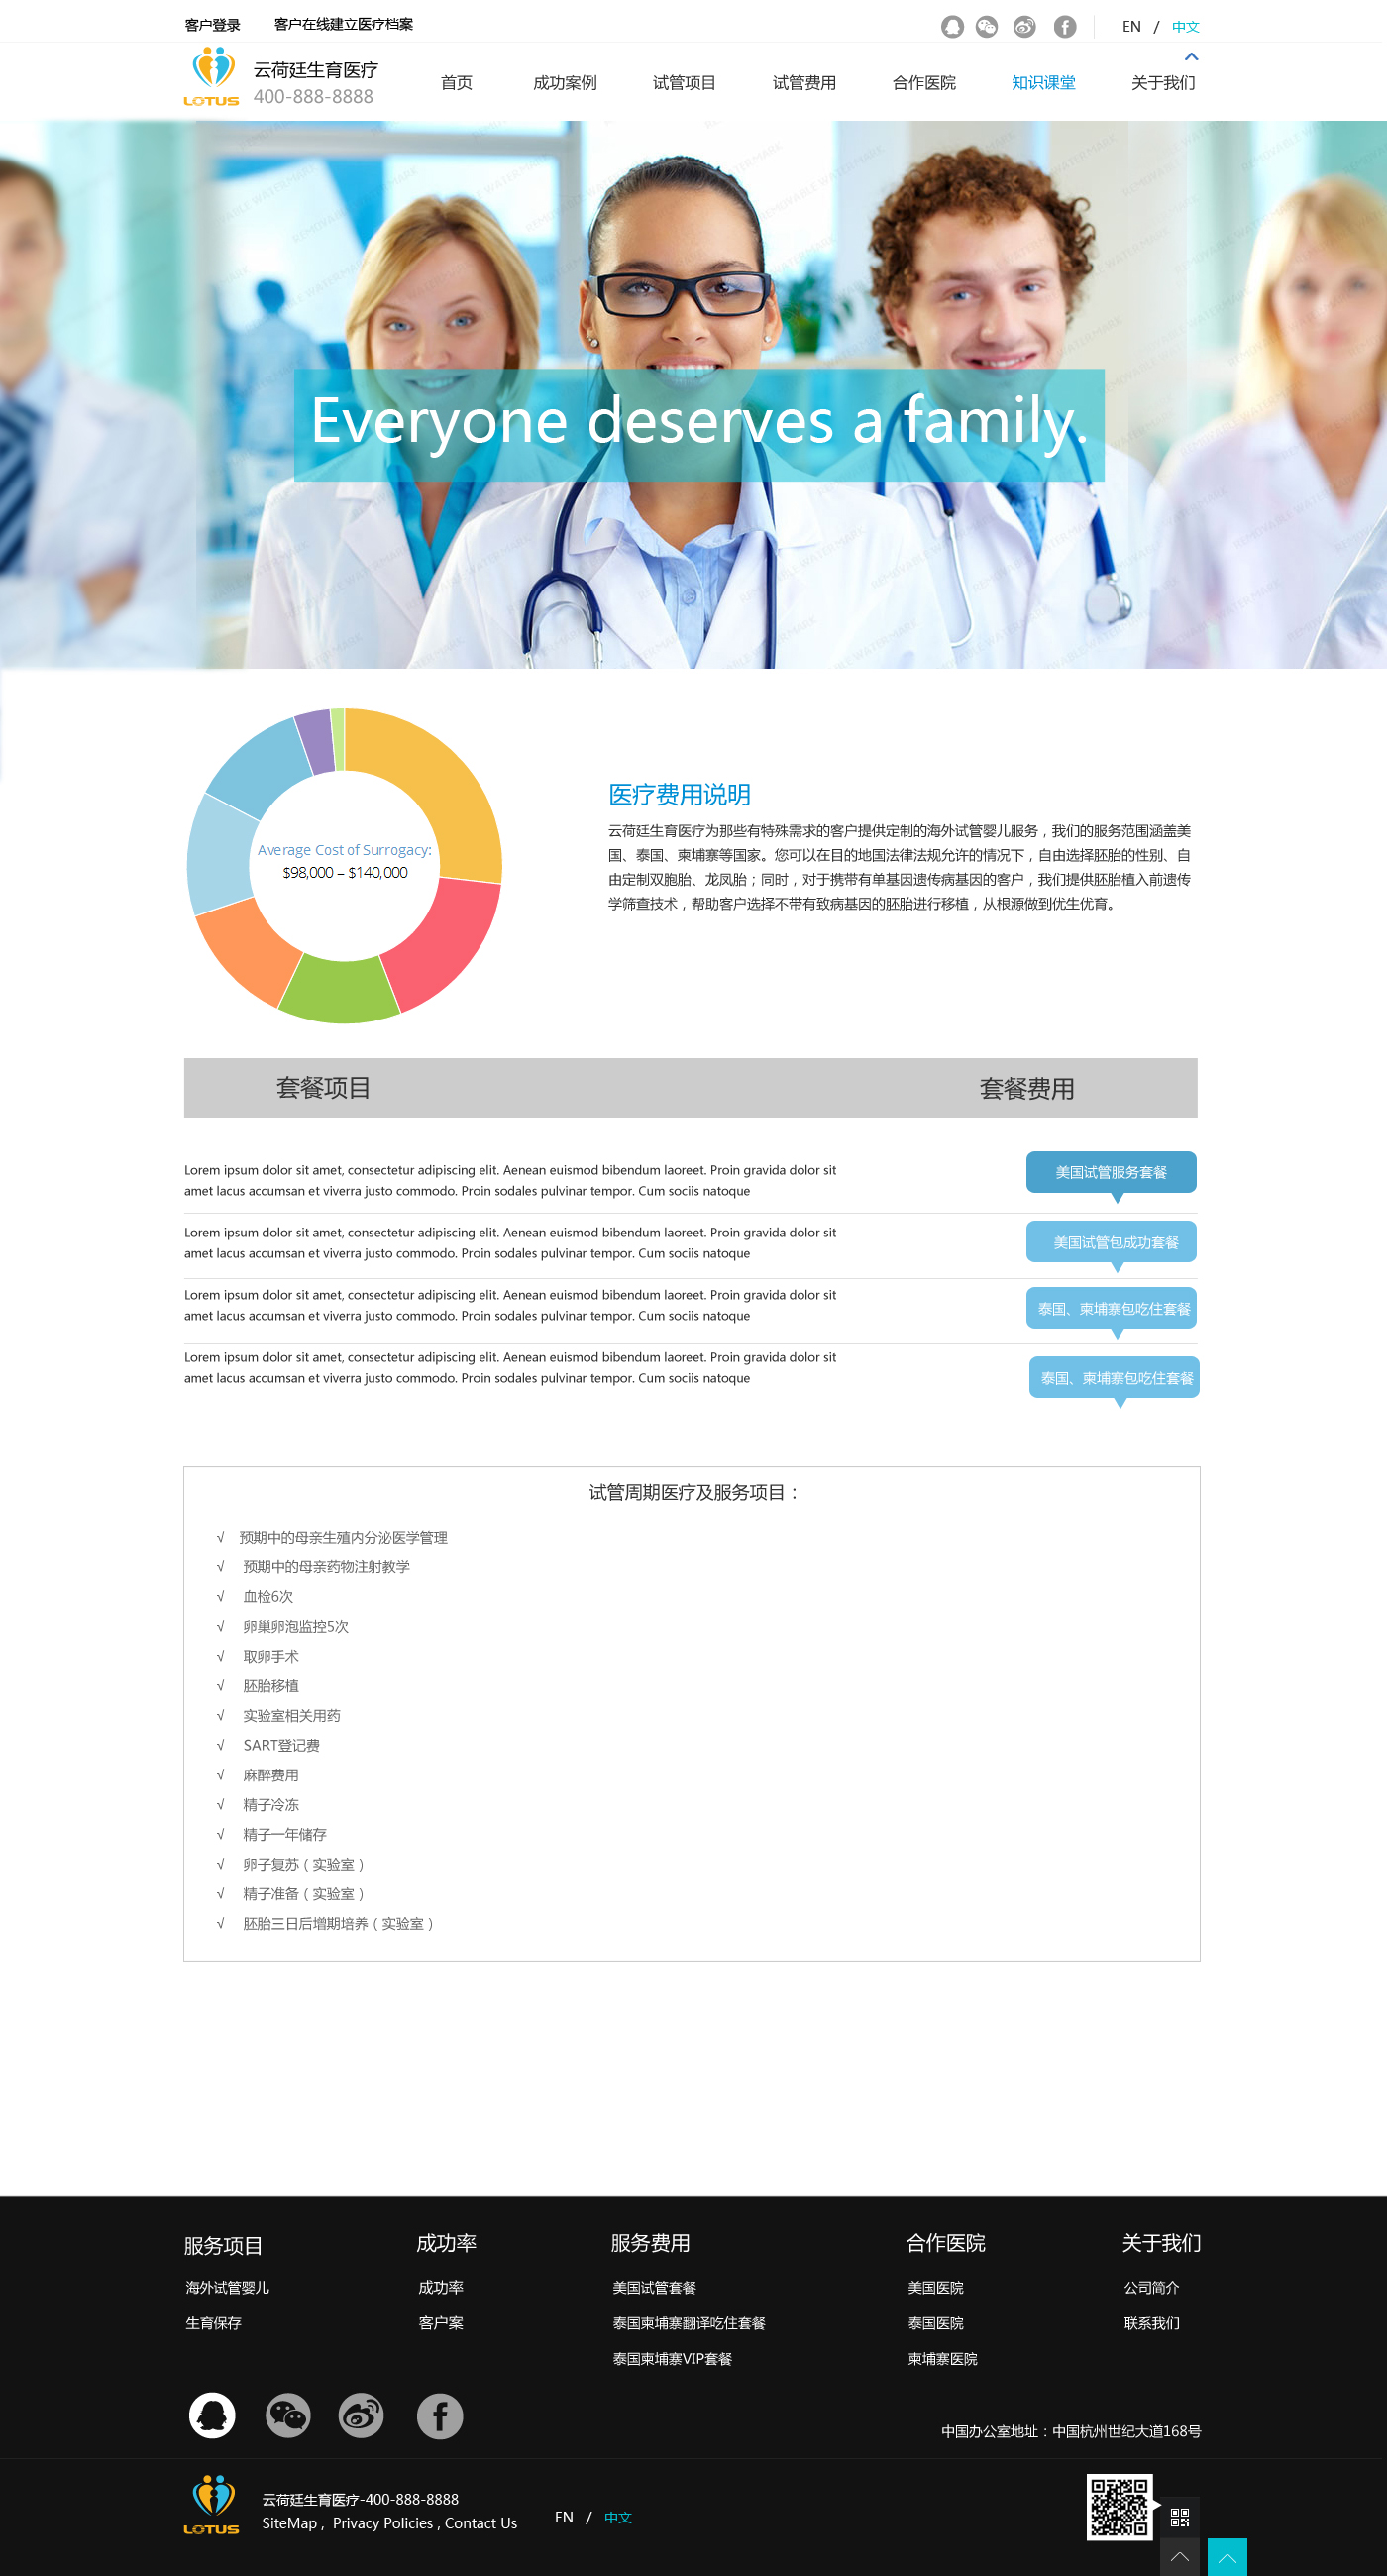 客户登录
客户在线建立医疗档案
EN / 中文
LOTUS
云荷廷生育医疗
400-888-8888
首页
成功案例
试管项目
试管费用
合作医院
知识课堂
关于我们
Everyone deserves a family.
Average Cost of Surrogacy:
$98,000 – $140,000
医疗费用说明
云荷廷生育医疗为那些有特殊需求的客户提供定制的海外试管婴儿服务，我们的服务范围涵盖美
国、泰国、柬埔寨等国家。您可以在目的地国法律法规允许的情况下，自由选择胚胎的性别、自
由定制双胞胎、龙凤胎；同时，对于携带有单基因遗传病基因的客户，我们提供胚胎植入前遗传
学筛查技术，帮助客户选择不带有致病基因的胚胎进行移植，从根源做到优生优育。
套餐项目
套餐费用
Lorem ipsum dolor sit amet, consectetur adipiscing elit. Aenean euismod bibendum laoreet. Proin gravida dolor sit
amet lacus accumsan et viverra justo commodo. Proin sodales pulvinar tempor. Cum sociis natoque
美国试管服务套餐
Lorem ipsum dolor sit amet, consectetur adipiscing elit. Aenean euismod bibendum laoreet. Proin gravida dolor sit
amet lacus accumsan et viverra justo commodo. Proin sodales pulvinar tempor. Cum sociis natoque
美国试管包成功套餐
Lorem ipsum dolor sit amet, consectetur adipiscing elit. Aenean euismod bibendum laoreet. Proin gravida dolor sit
amet lacus accumsan et viverra justo commodo. Proin sodales pulvinar tempor. Cum sociis natoque
泰国、柬埔寨包吃住套餐
Lorem ipsum dolor sit amet, consectetur adipiscing elit. Aenean euismod bibendum laoreet. Proin gravida dolor sit
amet lacus accumsan et viverra justo commodo. Proin sodales pulvinar tempor. Cum sociis natoque
泰国、柬埔寨包吃住套餐
试管周期医疗及服务项目：
√ 预期中的母亲生殖内分泌医学管理
√ 预期中的母亲药物注射教学
√ 血检6次
√ 卵巢卵泡监控5次
√ 取卵手术
√ 胚胎移植
√ 实验室相关用药
√ SART登记费
√ 麻醉费用
√ 精子冷冻
√ 精子一年储存
√ 卵子复苏（实验室）
√ 精子准备（实验室）
√ 胚胎三日后增期培养（实验室）
服务项目
海外试管婴儿
生育保存
成功率
成功率
客户案
服务费用
美国试管套餐
泰国柬埔寨翻译吃住套餐
泰国柬埔寨VIP套餐
合作医院
美国医院
泰国医院
柬埔寨医院
关于我们
公司简介
联系我们
中国办公室地址：中国杭州世纪大道168号
LOTUS
云荷廷生育医疗-400-888-8888
SiteMap , Privacy Policies , Contact Us
EN / 中文